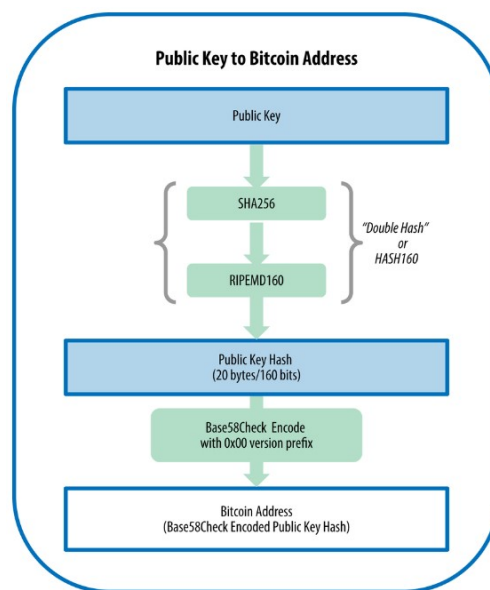 Public Key to Bitcoin Address
Public Key
SHA256
"Double Hash"
or
HASH160
RIPEMD160
Public Key Hash
(20 bytes/160 bits)
Base58Check Encode
with 0x00 version prefix
Bitcoin Address
(Base58Check Encoded Public Key Hash)